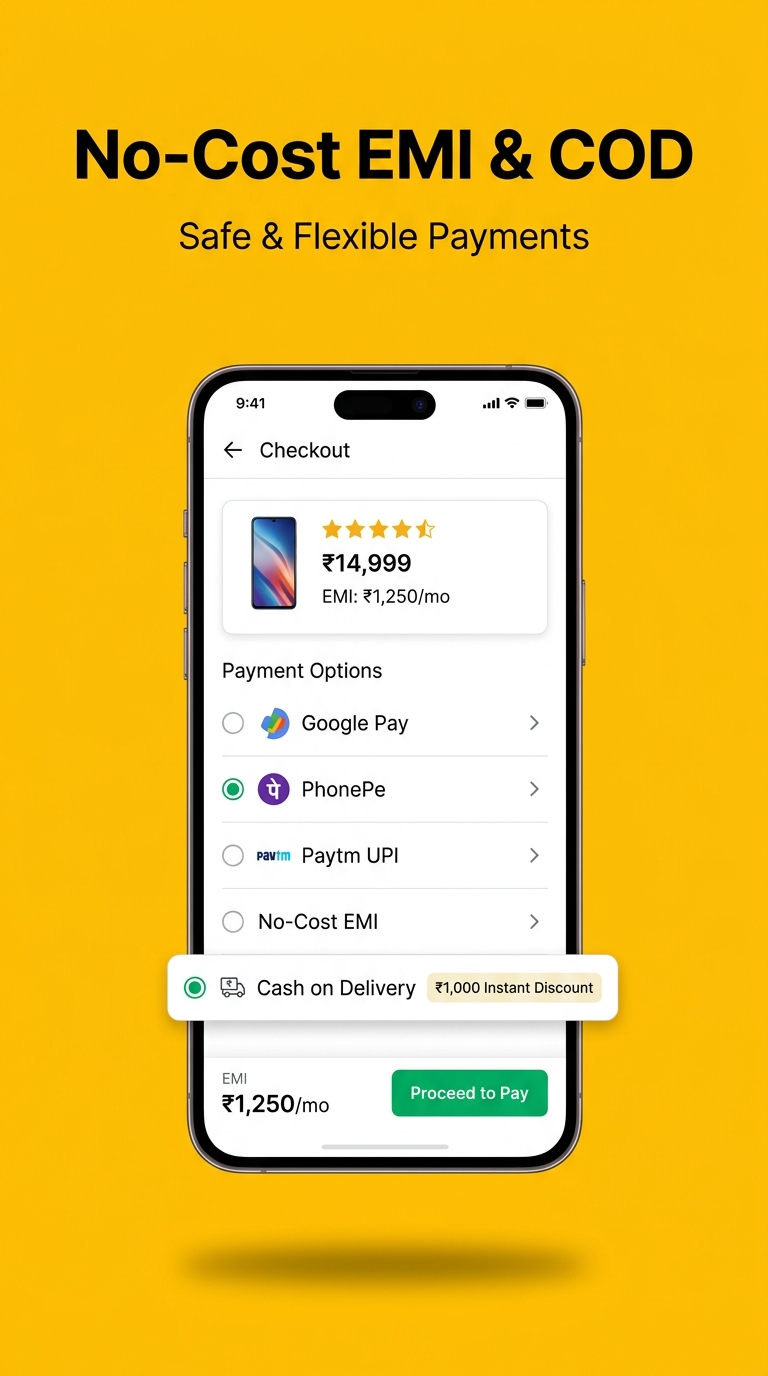 No-Cost EMI & COD
Safe & Flexible Payments
9:41
Checkout
₹14,999
EMI: ₹1,250/mo
Payment Options
Google Pay
पे PhonePe
paytm Paytm UPI
No-Cost EMI
₹ Cash on Delivery ₹1,000 Instant Discount
EMI
₹1,250/mo
Proceed to Pay